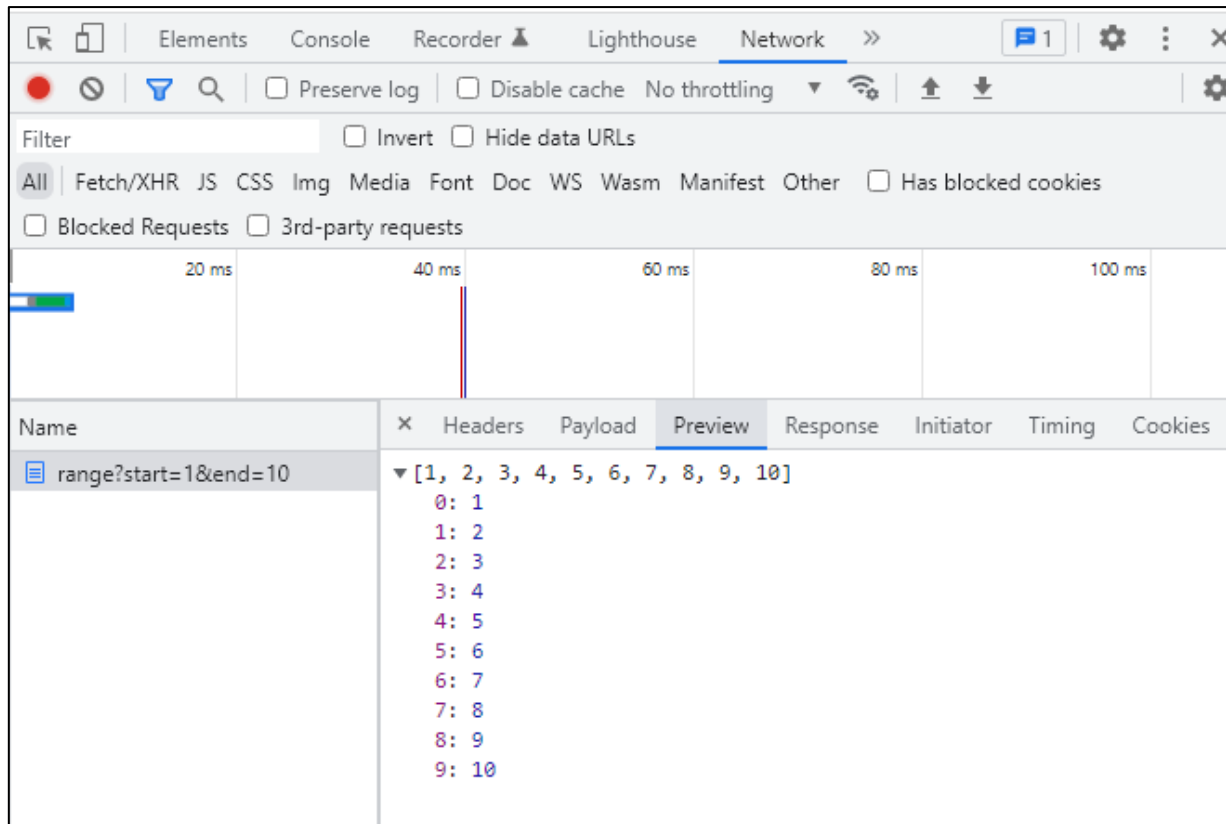 Elements Console Recorder Lighthouse Network » 1
Preserve log Disable cache No throttling
Filter Invert Hide data URLs
All Fetch/XHR JS CSS Img Media Font Doc WS Wasm Manifest Other Has blocked cookies
Blocked Requests 3rd-party requests
20 ms 40 ms 60 ms 80 ms 100 ms
Name × Headers Payload Preview Response Initiator Timing Cookies
range?start=1&end=10 ▼[1, 2, 3, 4, 5, 6, 7, 8, 9, 10]
0: 1
1: 2
2: 3
3: 4
4: 5
5: 6
6: 7
7: 8
8: 9
9: 10